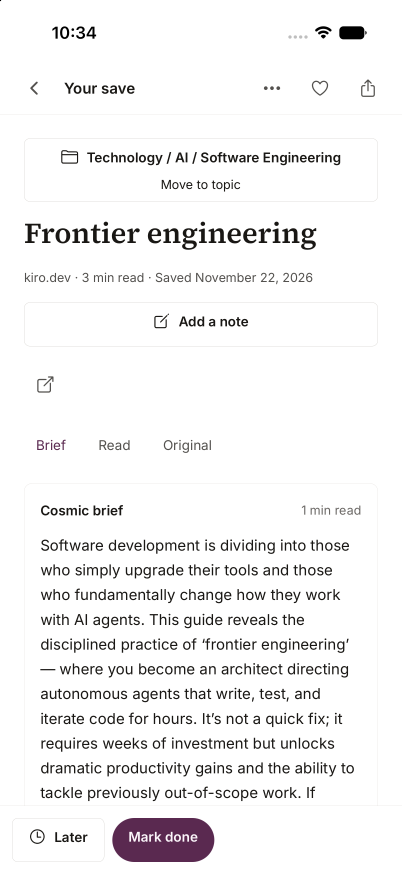 10:34
Your save
Technology / AI / Software Engineering
Move to topic
Frontier engineering
kiro.dev · 3 min read · Saved November 22, 2026
Add a note
Brief Read Original
Cosmic brief 1 min read
Software development is dividing into those
who simply upgrade their tools and those
who fundamentally change how they work
with AI agents. This guide reveals the
disciplined practice of ‘frontier engineering’
— where you become an architect directing
autonomous agents that write, test, and
iterate code for hours. It’s not a quick fix; it
requires weeks of investment but unlocks
dramatic productivity gains and the ability to
tackle previously out-of-scope work. If
Later Mark done